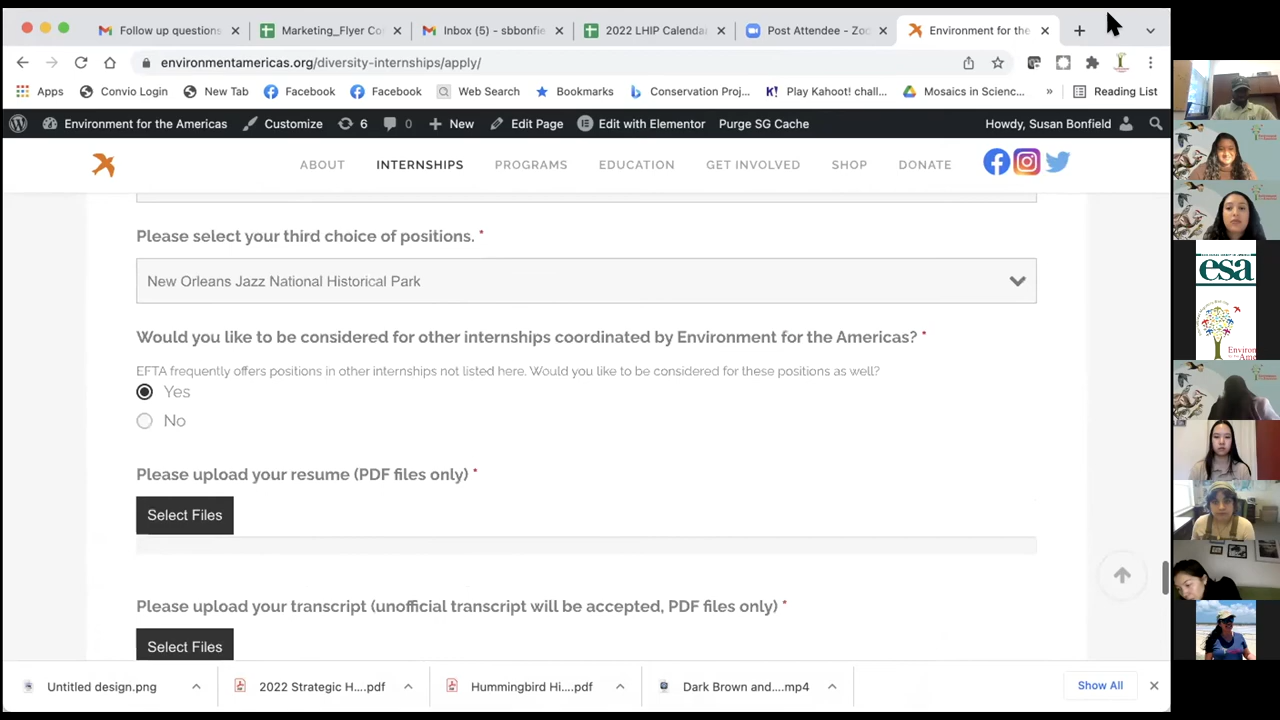 Follow up questions
Marketing_Flyer Co
Inbox (5) - sbbonfie
2022 LHIP Calenda
Post Attendee - Zo
Environment for the
environmentamericas.org/diversity-internships/apply/
Apps
Convio Login
New Tab
Facebook
Facebook
Web Search
Bookmarks
Conservation Proj...
Play Kahoot! chall...
Mosaics in Scienc...
»
Reading List
Environment for the Americas
Customize
6
0
New
Edit Page
Edit with Elementor
Purge SG Cache
Howdy, Susan Bonfield
ABOUT
INTERNSHIPS
PROGRAMS
EDUCATION
GET INVOLVED
SHOP
DONATE
Please select your third choice of positions. *
New Orleans Jazz National Historical Park
Would you like to be considered for other internships coordinated by Environment for the Americas? *
EFTA frequently offers positions in other internships not listed here. Would you like to be considered for these positions as well?
Yes
No
Please upload your resume (PDF files only) *
Select Files
Please upload your transcript (unofficial transcript will be accepted, PDF files only) *
Select Files
Untitled design.png
2022 Strategic H....pdf
Hummingbird Hi....pdf
Dark Brown and....mp4
Show All
esa